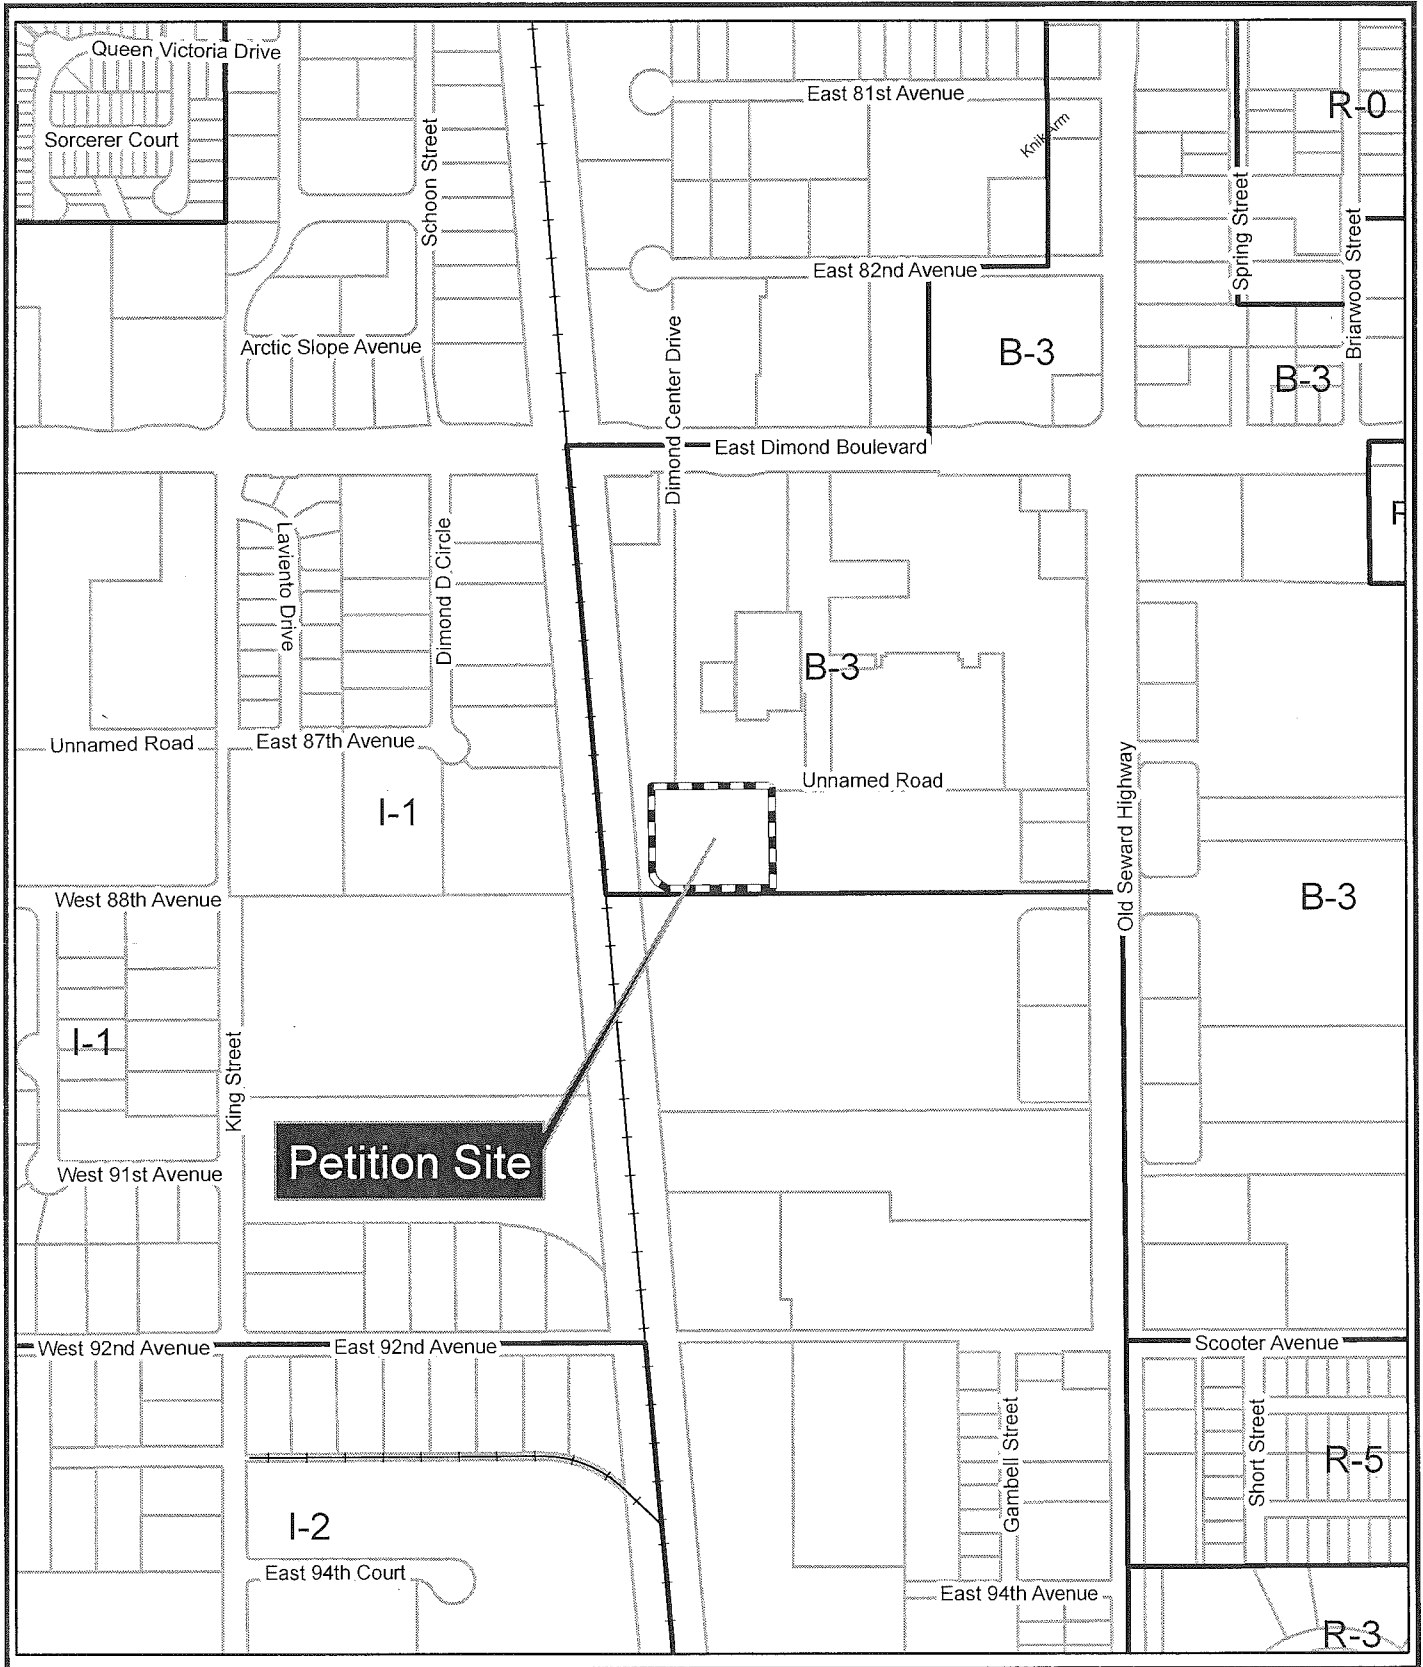 Queen Victoria Drive
East 81st Avenue
R-0
Knik Arm
Sorcerer Court
Schoon Street
Spring Street
Briarwood Street
East 82nd Avenue
Arctic Slope Avenue
Dimond Center Drive
B-3
B-3
East Dimond Boulevard
Laviento Drive
Dimond D Circle
B-3
Unnamed Road
East 87th Avenue
Unnamed Road
I-1
Old Seward Highway
West 88th Avenue
B-3
I-1
King Street
Petition Site
West 91st Avenue
West 92nd Avenue
East 92nd Avenue
Scooter Avenue
Gambell Street
Short Street
R-5
I-2
East 94th Court
East 94th Avenue
R-3